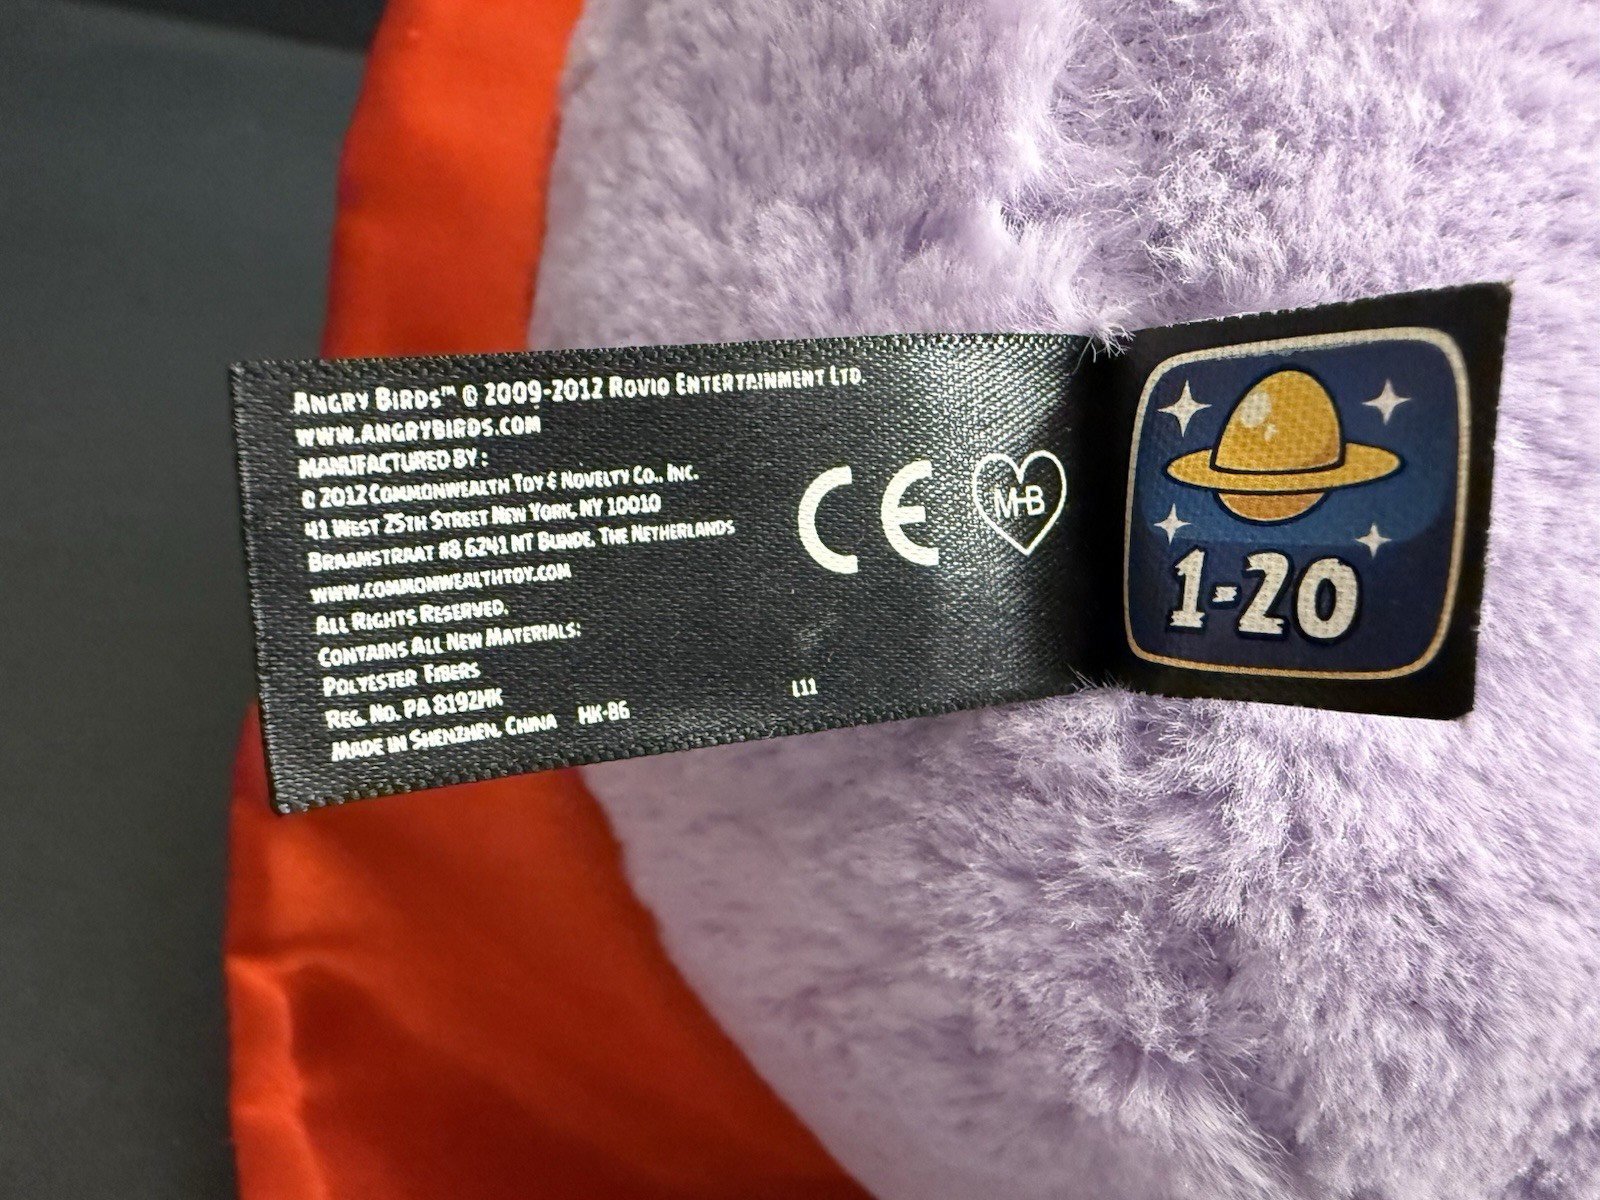 ANGRY BIRDS™ © 2009-2012 ROVIO ENTERTAINMENT LTD.
WWW.ANGRYBIRDS.COM
MANUFACTURED BY:
© 2012 COMMONWEALTH TOY & NOVELTY CO., INC.
41 WEST 25TH STREET NEW YORK, NY 10010
BRAAMSTRAAT #8 6241 NT BUNDE, THE NETHERLANDS
WWW.COMMONWEALTHTOY.COM
ALL RIGHTS RESERVED.
CONTAINS ALL NEW MATERIALS:
POLYESTER FIBERS
REG. NO. PA 8192HK
MADE IN SHENZHEN, CHINA HK-86
L11
CE
MHB
1-20